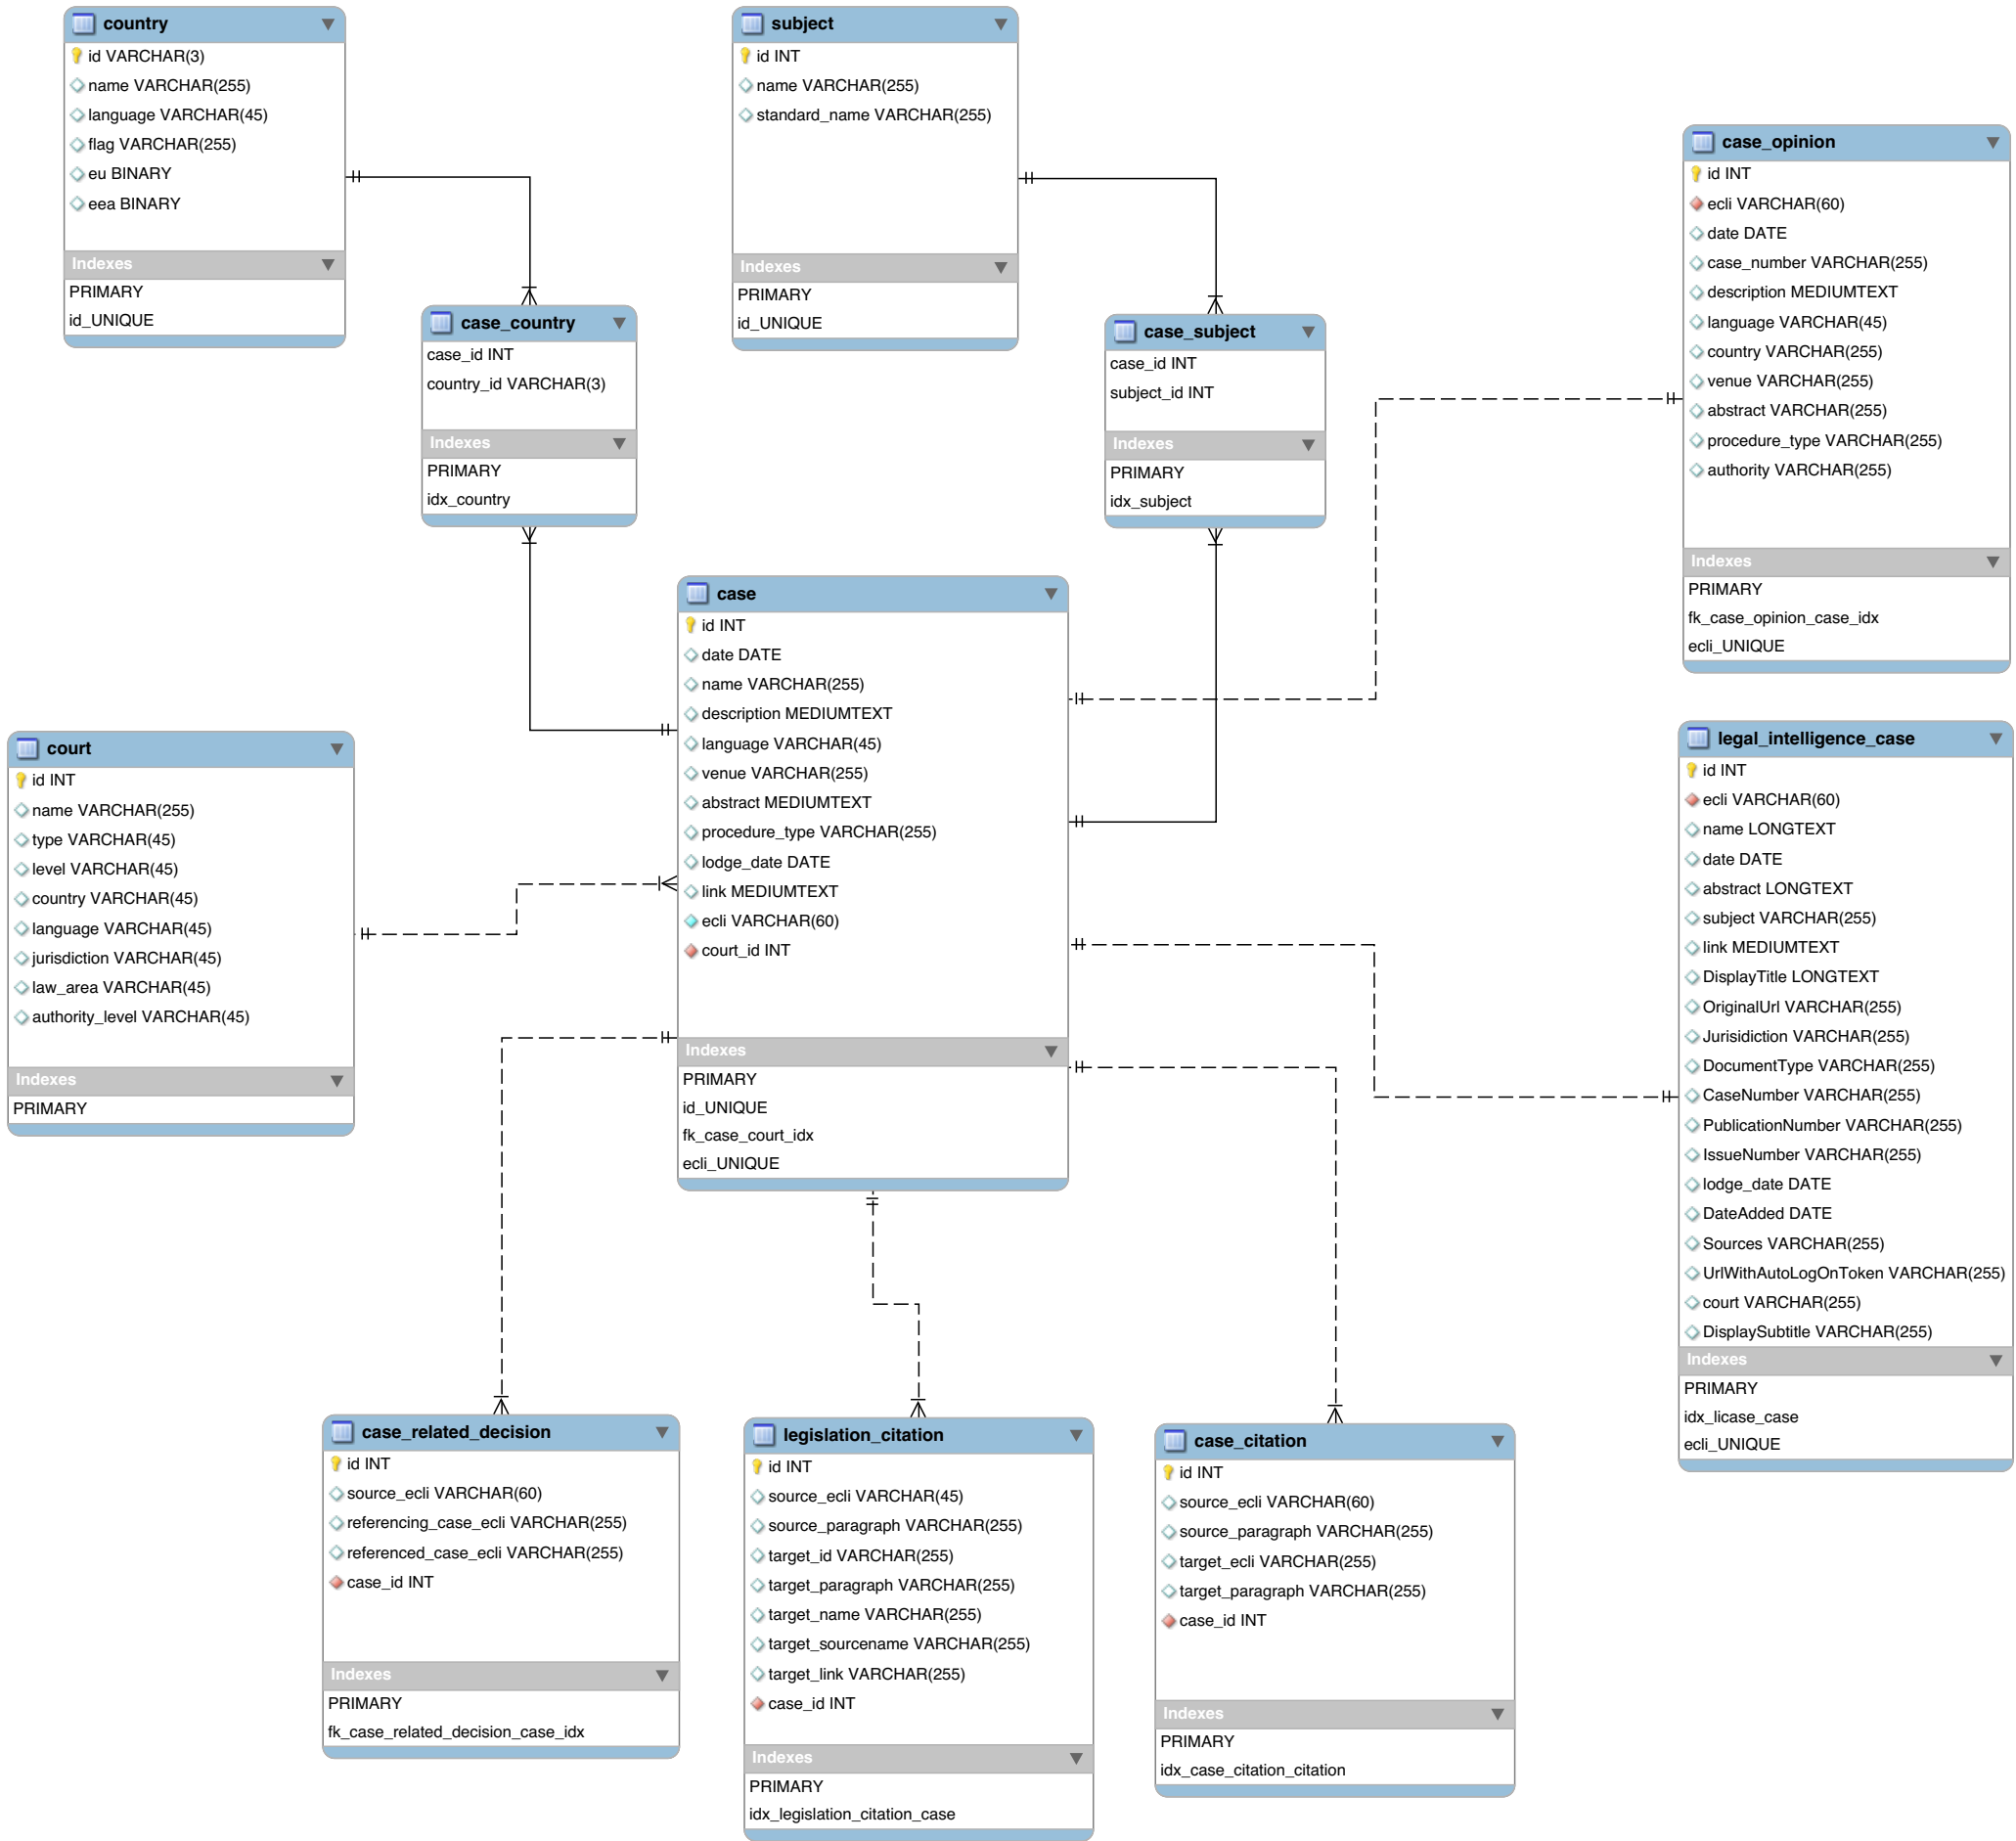 country
id VARCHAR(3)
name VARCHAR(255)
language VARCHAR(45)
flag VARCHAR(255)
eu BINARY
eea BINARY
Indexes
PRIMARY
id_UNIQUE
subject
id INT
name VARCHAR(255)
standard_name VARCHAR(255)
Indexes
PRIMARY
id_UNIQUE
case_opinion
id INT
ecli VARCHAR(60)
date DATE
case_number VARCHAR(255)
description MEDIUMTEXT
language VARCHAR(45)
country VARCHAR(255)
venue VARCHAR(255)
abstract VARCHAR(255)
procedure_type VARCHAR(255)
authority VARCHAR(255)
Indexes
PRIMARY
fk_case_opinion_case_idx
ecli_UNIQUE
case_country
case_id INT
country_id VARCHAR(3)
Indexes
PRIMARY
idx_country
case_subject
case_id INT
subject_id INT
Indexes
PRIMARY
idx_subject
case
id INT
date DATE
name VARCHAR(255)
description MEDIUMTEXT
language VARCHAR(45)
venue VARCHAR(255)
abstract MEDIUMTEXT
procedure_type VARCHAR(255)
lodge_date DATE
link MEDIUMTEXT
ecli VARCHAR(60)
court_id INT
Indexes
PRIMARY
id_UNIQUE
fk_case_court_idx
ecli_UNIQUE
court
id INT
name VARCHAR(255)
type VARCHAR(45)
level VARCHAR(45)
country VARCHAR(45)
language VARCHAR(45)
jurisdiction VARCHAR(45)
law_area VARCHAR(45)
authority_level VARCHAR(45)
Indexes
PRIMARY
legal_intelligence_case
id INT
ecli VARCHAR(60)
name LONGTEXT
date DATE
abstract LONGTEXT
subject VARCHAR(255)
link MEDIUMTEXT
DisplayTitle LONGTEXT
OriginalUrl VARCHAR(255)
Jurisidiction VARCHAR(255)
DocumentType VARCHAR(255)
CaseNumber VARCHAR(255)
PublicationNumber VARCHAR(255)
IssueNumber VARCHAR(255)
lodge_date DATE
DateAdded DATE
Sources VARCHAR(255)
UrlWithAutoLogOnToken VARCHAR(255)
court VARCHAR(255)
DisplaySubtitle VARCHAR(255)
Indexes
PRIMARY
idx_licase_case
ecli_UNIQUE
case_related_decision
id INT
source_ecli VARCHAR(60)
referencing_case_ecli VARCHAR(255)
referenced_case_ecli VARCHAR(255)
case_id INT
Indexes
PRIMARY
fk_case_related_decision_case_idx
legislation_citation
id INT
source_ecli VARCHAR(45)
source_paragraph VARCHAR(255)
target_id VARCHAR(255)
target_paragraph VARCHAR(255)
target_name VARCHAR(255)
target_sourcename VARCHAR(255)
target_link VARCHAR(255)
case_id INT
Indexes
PRIMARY
idx_legislation_citation_case
case_citation
id INT
source_ecli VARCHAR(60)
source_paragraph VARCHAR(255)
target_ecli VARCHAR(255)
target_paragraph VARCHAR(255)
case_id INT
Indexes
PRIMARY
idx_case_citation_citation